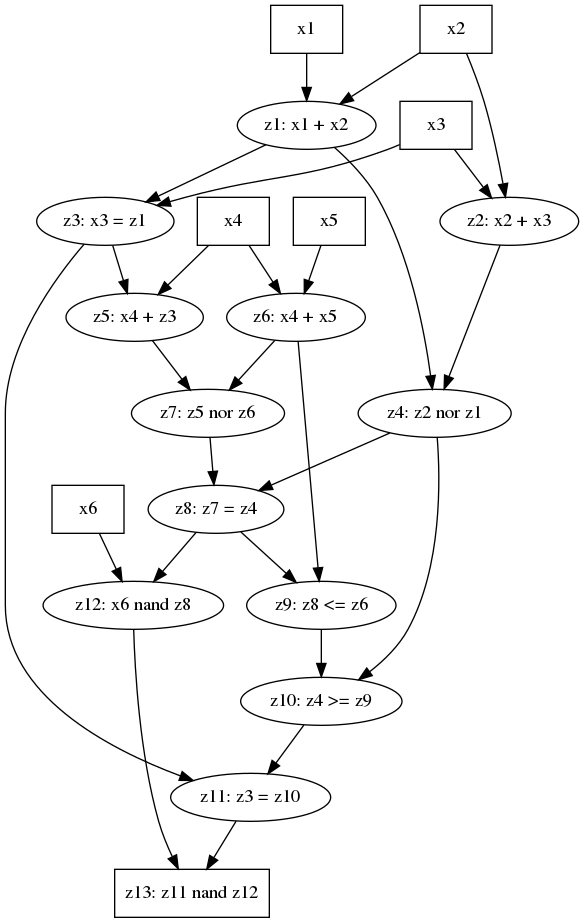 x1
x2
z1: x1 + x2
x3
z3: x3 = z1
x4
x5
z2: x2 + x3
z5: x4 + z3
z6: x4 + x5
z7: z5 nor z6
z4: z2 nor z1
x6
z8: z7 = z4
z12: x6 nand z8
z9: z8 <= z6
z10: z4 >= z9
z11: z3 = z10
z13: z11 nand z12